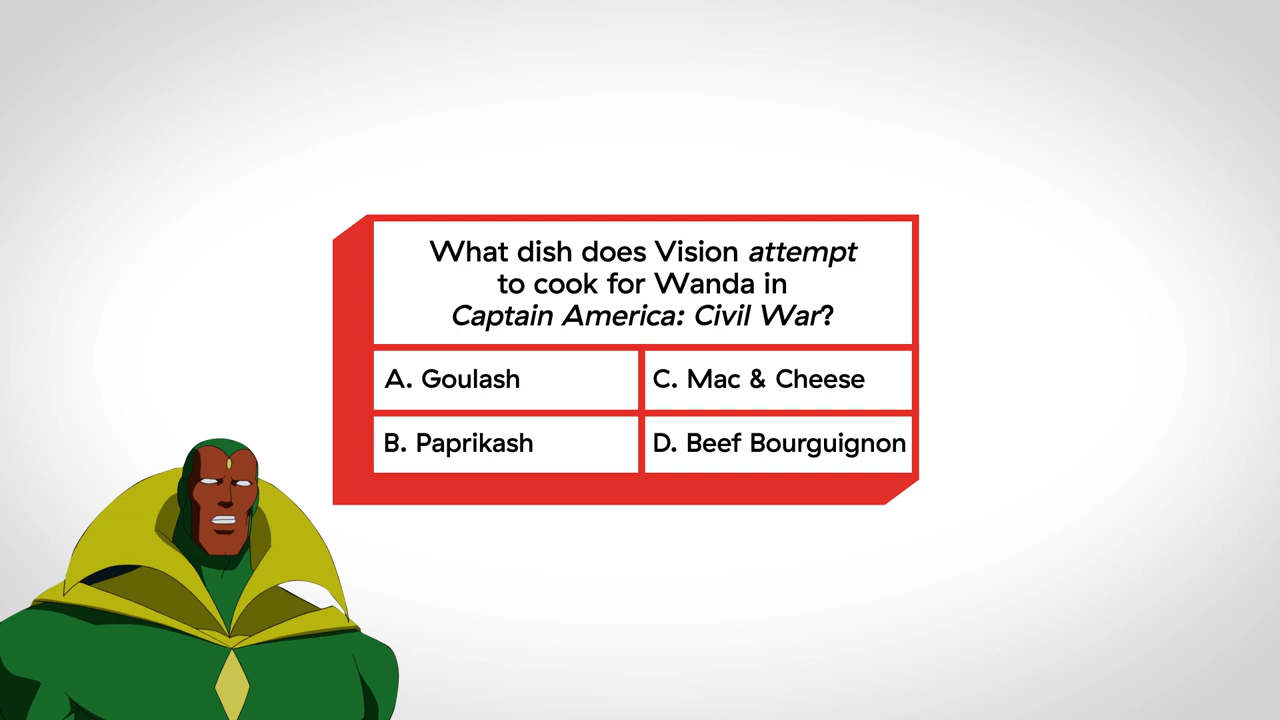 What dish does Vision attempt
to cook for Wanda in
Captain America: Civil War?
A. Goulash
C. Mac & Cheese
B. Paprikash
D. Beef Bourguignon